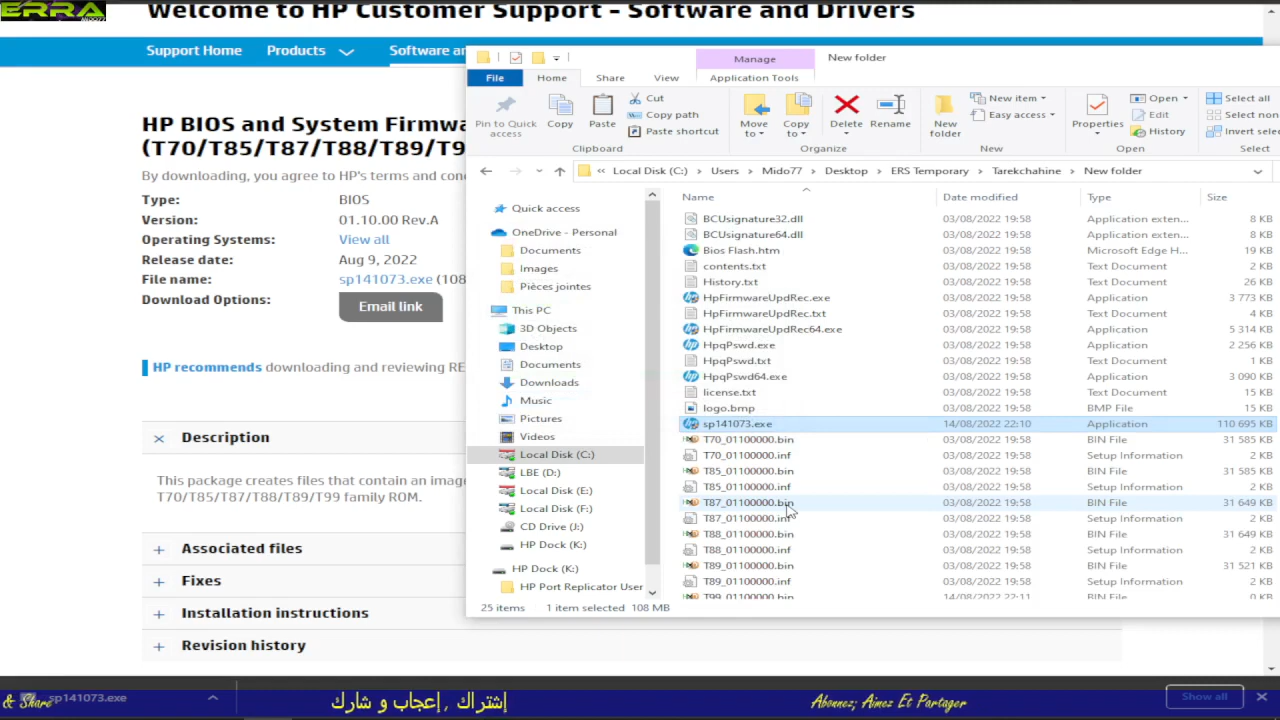 ERRA
MIDO77
Welcome to HP Customer Support - Software and Drivers
Support Home Products Software a
HP BIOS and System Firmw
(T70/T85/T87/T88/T89/T9
By downloading, you agree to HP's terms and con
Type: BIOS
Version: 01.10.00 Rev.A
Operating Systems: View all
Release date: Aug 9, 2022
File name: sp141073.exe (108
Download Options: Email link
HP recommends downloading and reviewing RE
Description
This package creates files that contain an imag
T70/T85/T87/T88/T89/T99 family ROM.
Associated files
Fixes
Installation instructions
Revision history
Manage New folder
File Home Share View Application Tools
Pin to Quick access
Copy
Paste
Cut
Copy path
Paste shortcut
Clipboard
Move to
Copy to
Delete
Rename
Organize
New folder
New item
Easy access
New
Properties
Open
Edit
History
Open
Select all
Select non
Invert selec
Select
« Local Disk (C:) › Users › Mido77 › Desktop › ERS Temporary › Tarekchahine › New folder
Quick access
OneDrive - Personal
Documents
Images
Pièces jointes
This PC
3D Objects
Desktop
Documents
Downloads
Music
Pictures
Videos
Local Disk (C:)
LBE (D:)
Local Disk (E:)
Local Disk (F:)
CD Drive (J:)
HP Dock (K:)
HP Dock (K:)
HP Port Replicator User
Name Date modified Type Size
BCUsignature32.dll 03/08/2022 19:58 Application exten... 8 KB
BCUsignature64.dll 03/08/2022 19:58 Application exten... 8 KB
Bios Flash.htm 03/08/2022 19:58 Microsoft Edge H... 19 KB
contents.txt 03/08/2022 19:58 Text Document 2 KB
History.txt 03/08/2022 19:58 Text Document 26 KB
HpFirmwareUpdRec.exe 03/08/2022 19:58 Application 3 773 KB
HpFirmwareUpdRec.txt 03/08/2022 19:58 Text Document 4 KB
HpFirmwareUpdRec64.exe 03/08/2022 19:58 Application 5 314 KB
HpqPswd.exe 03/08/2022 19:58 Application 2 256 KB
HpqPswd.txt 03/08/2022 19:58 Text Document 1 KB
HpqPswd64.exe 03/08/2022 19:58 Application 3 090 KB
license.txt 03/08/2022 19:58 Text Document 15 KB
logo.bmp 03/08/2022 19:58 BMP File 15 KB
sp141073.exe 14/08/2022 22:10 Application 110 695 KB
T70_01100000.bin 03/08/2022 19:58 BIN File 31 585 KB
T70_01100000.inf 03/08/2022 19:58 Setup Information 2 KB
T85_01100000.bin 03/08/2022 19:58 BIN File 31 585 KB
T85_01100000.inf 03/08/2022 19:58 Setup Information 2 KB
T87_01100000.bin 03/08/2022 19:58 BIN File 31 649 KB
T87_01100000.inf 03/08/2022 19:58 Setup Information 2 KB
T88_01100000.bin 03/08/2022 19:58 BIN File 31 649 KB
T88_01100000.inf 03/08/2022 19:58 Setup Information 2 KB
T89_01100000.bin 03/08/2022 19:58 BIN File 31 521 KB
T89_01100000.inf 03/08/2022 19:58 Setup Information 2 KB
T99_01100000.bin 14/08/2022 22:11 BIN File 0 KB
25 items 1 item selected 108 MB
sp141073.exe
Show all
& Share إشتراك , إعجاب و شارك Abonnez; Aimez Et Partager